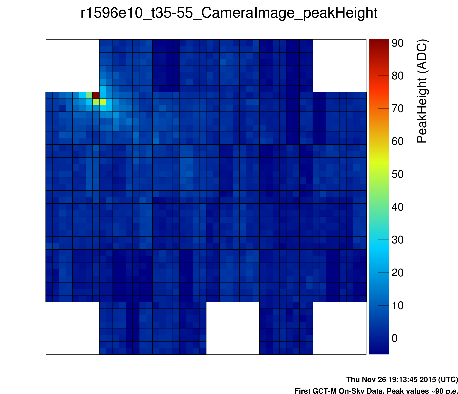 r1596e10_t35-55_CameraImage_peakHeight
PeakHeight (ADC)
90
80
70
60
50
40
30
20
10
0
Thu Nov 26 19:13:45 2015 (UTC)
First GCT-M On-Sky Data. Peak values ~90 p.e.